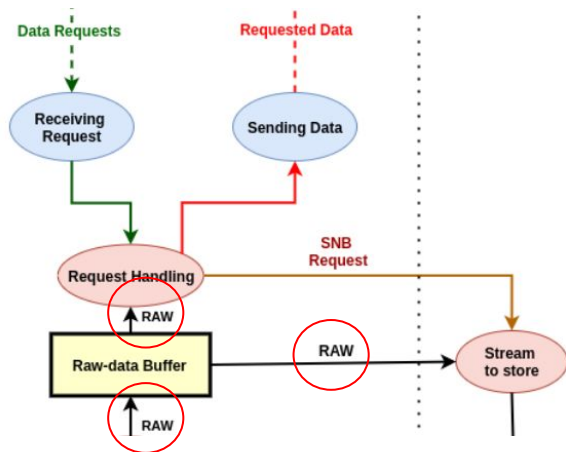 Data Requests
Requested Data
Receiving
Request
Sending Data
SNB
Request
Request Handling
RAW
RAW
Raw-data Buffer
Stream
to store
RAW